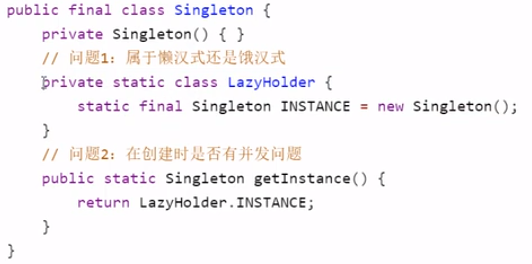 public final class Singleton {
    private Singleton() { }
    // 问题1：属于懒汉式还是饿汉式
    private static class LazyHolder {
        static final Singleton INSTANCE = new Singleton();
    }
    // 问题2：在创建时是否有并发问题
    public static Singleton getInstance() {
        return LazyHolder.INSTANCE;
    }
}